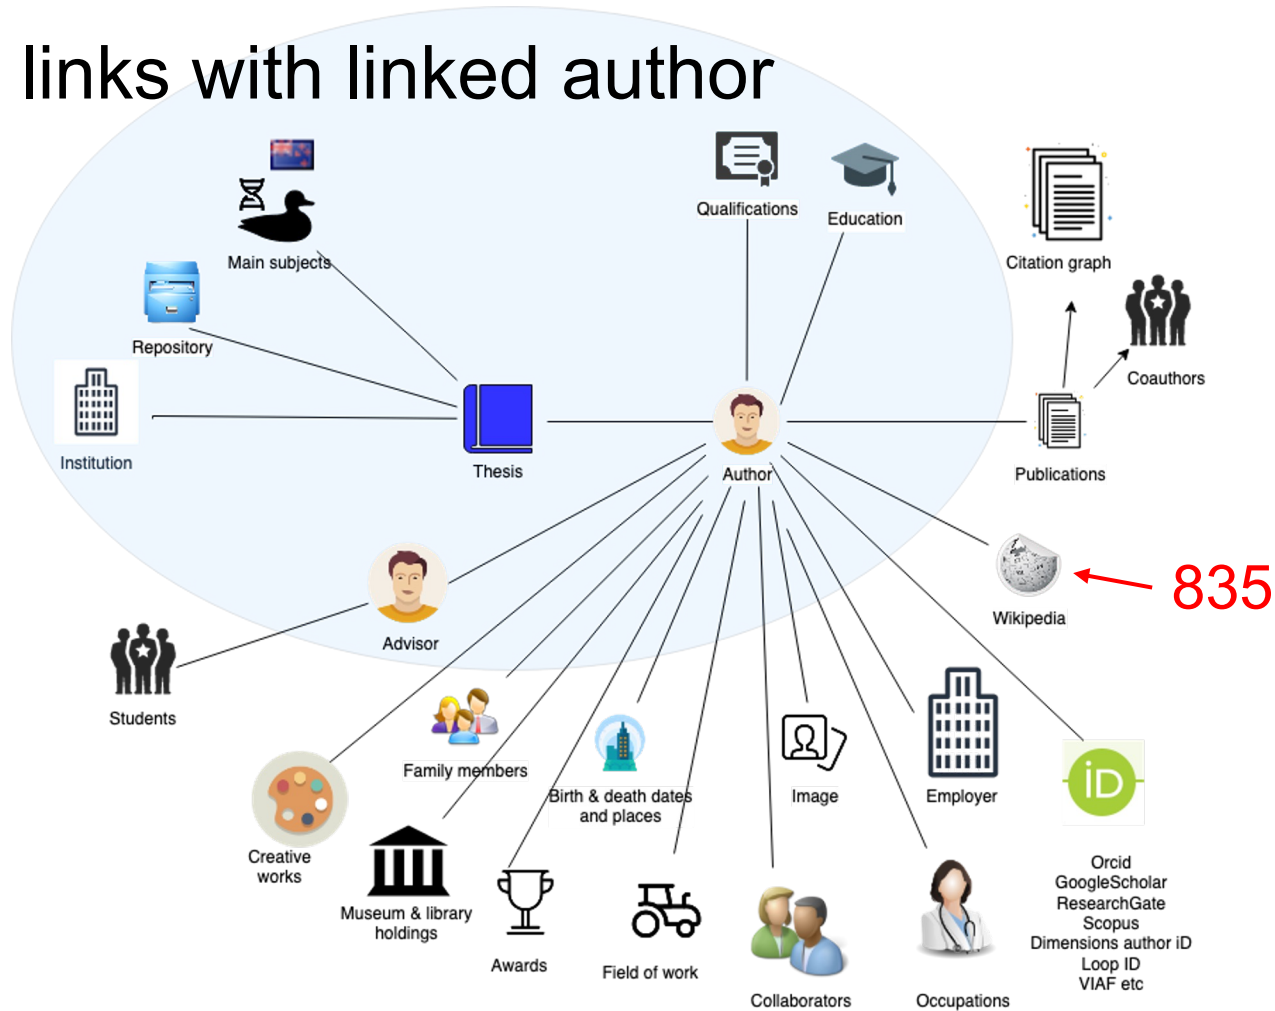 links with linked author
Main subjects
Qualifications
Education
Citation graph
Repository
Coauthors
Institution
Thesis
Author
Publications
Advisor
Wikipedia
835
Students
Family members
Birth & death dates
and places
Image
Employer
iD
Creative
works
Museum & library
holdings
Awards
Field of work
Collaborators
Occupations
Orcid
GoogleScholar
ResearchGate
Scopus
Dimensions author iD
Loop ID
VIAF etc